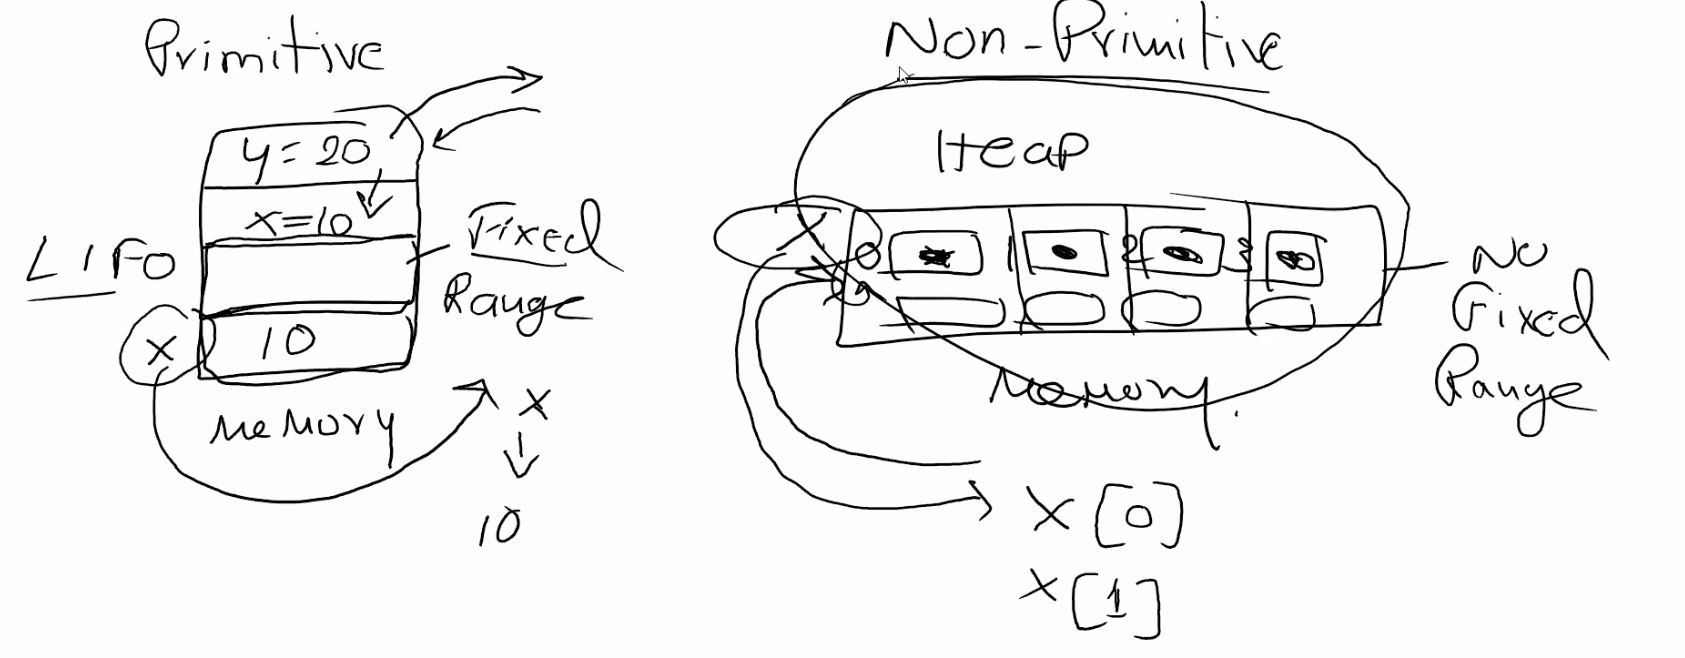 Primitive
y = 20
x = 10
LIFO
Fixed
Range
x
10
MeMory
x
10
Non-Primitive
Heap
x
0
1
2
3
No
Fixed
Range
Memory.
x [0]
x [1]